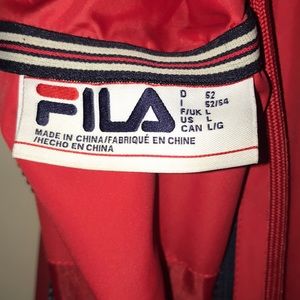 FILA
D 52
I 52/54
F/UK L
US L
CAN L/G
MADE IN CHINA/FABRIQUÉ EN CHINE
/HECHO EN CHINA